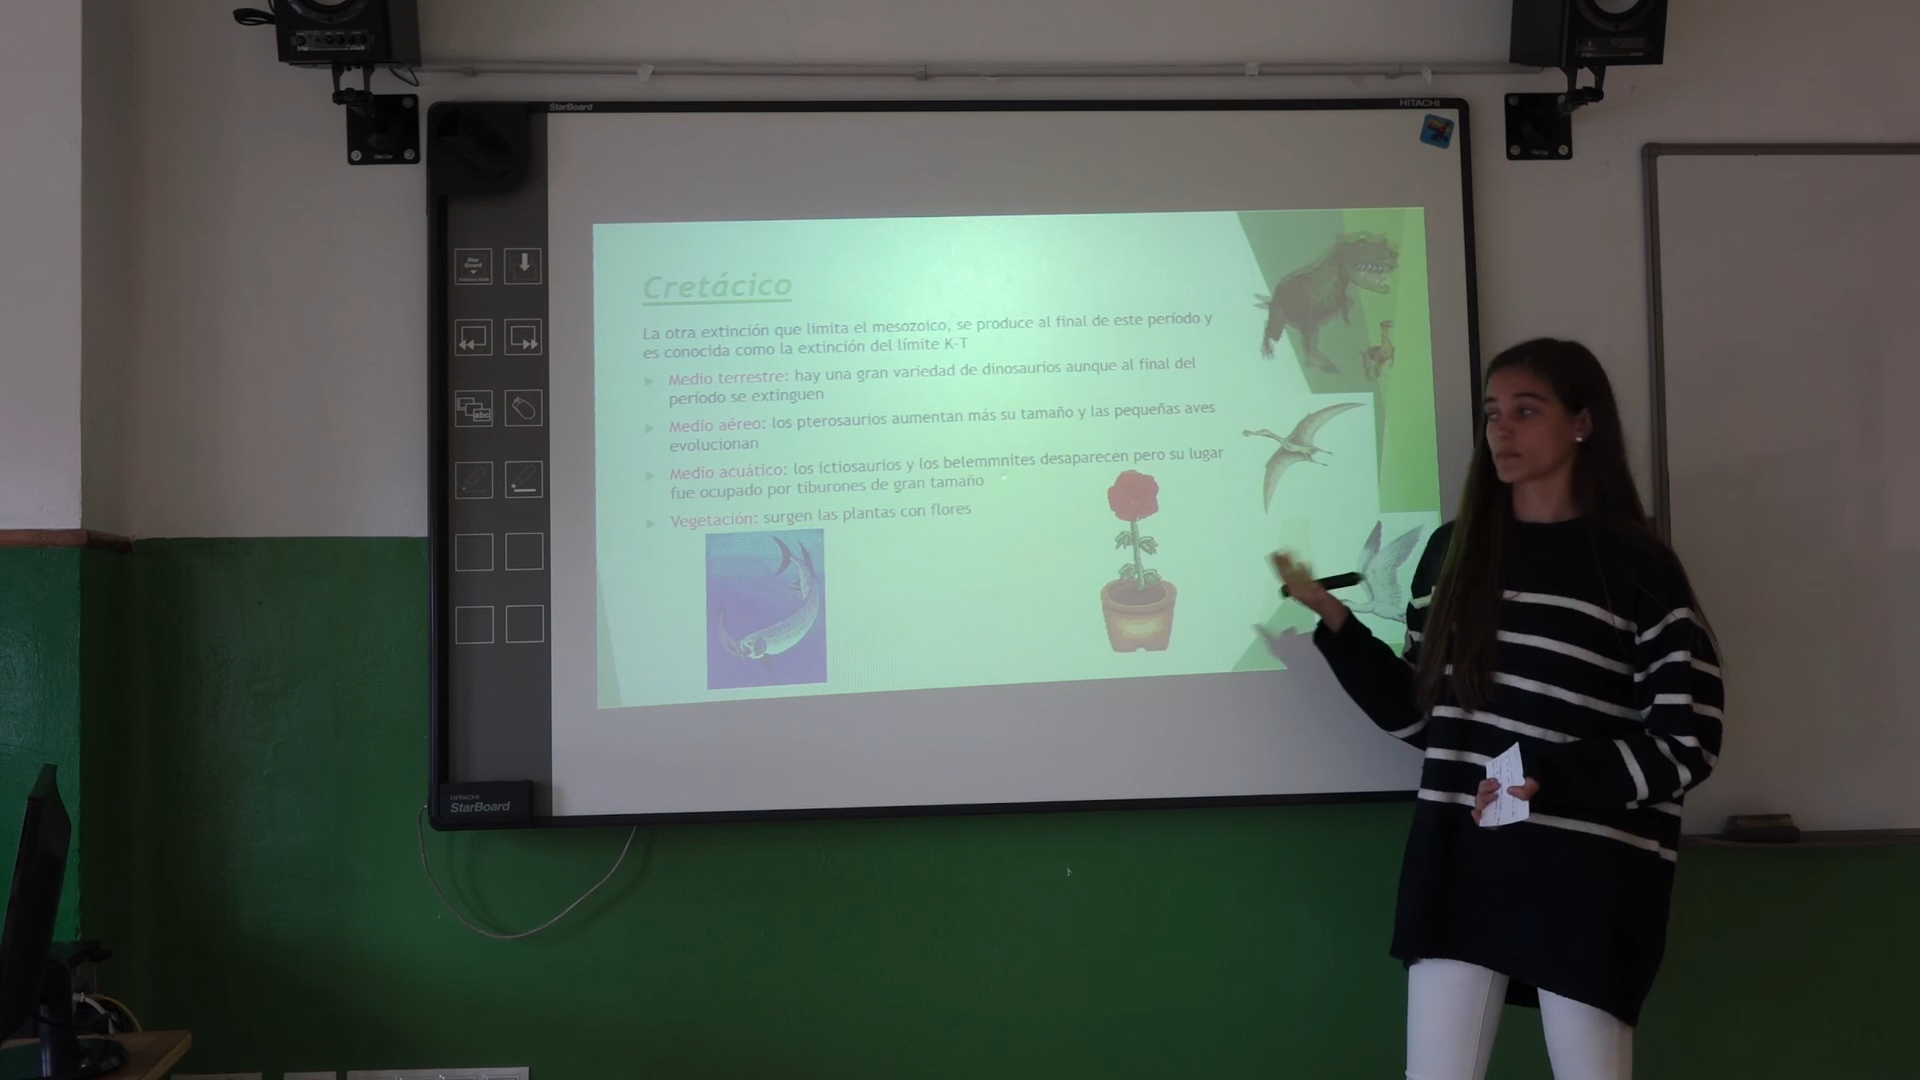 StarBoard
HITACHI
Star
Board
abc
Cretácico
La otra extinción que limita el mesozoico, se produce al final de este período y
es conocida como la extinción del límite K-T
Medio terrestre: hay una gran variedad de dinosaurios aunque al final del
período se extinguen
Medio aéreo: los pterosaurios aumentan más su tamaño y las pequeñas aves
evolucionan
Medio acuático: los ictiosaurios y los belemmnites desaparecen pero su lugar
fue ocupado por tiburones de gran tamaño
Vegetación: surgen las plantas con flores
HITACHI
StarBoard